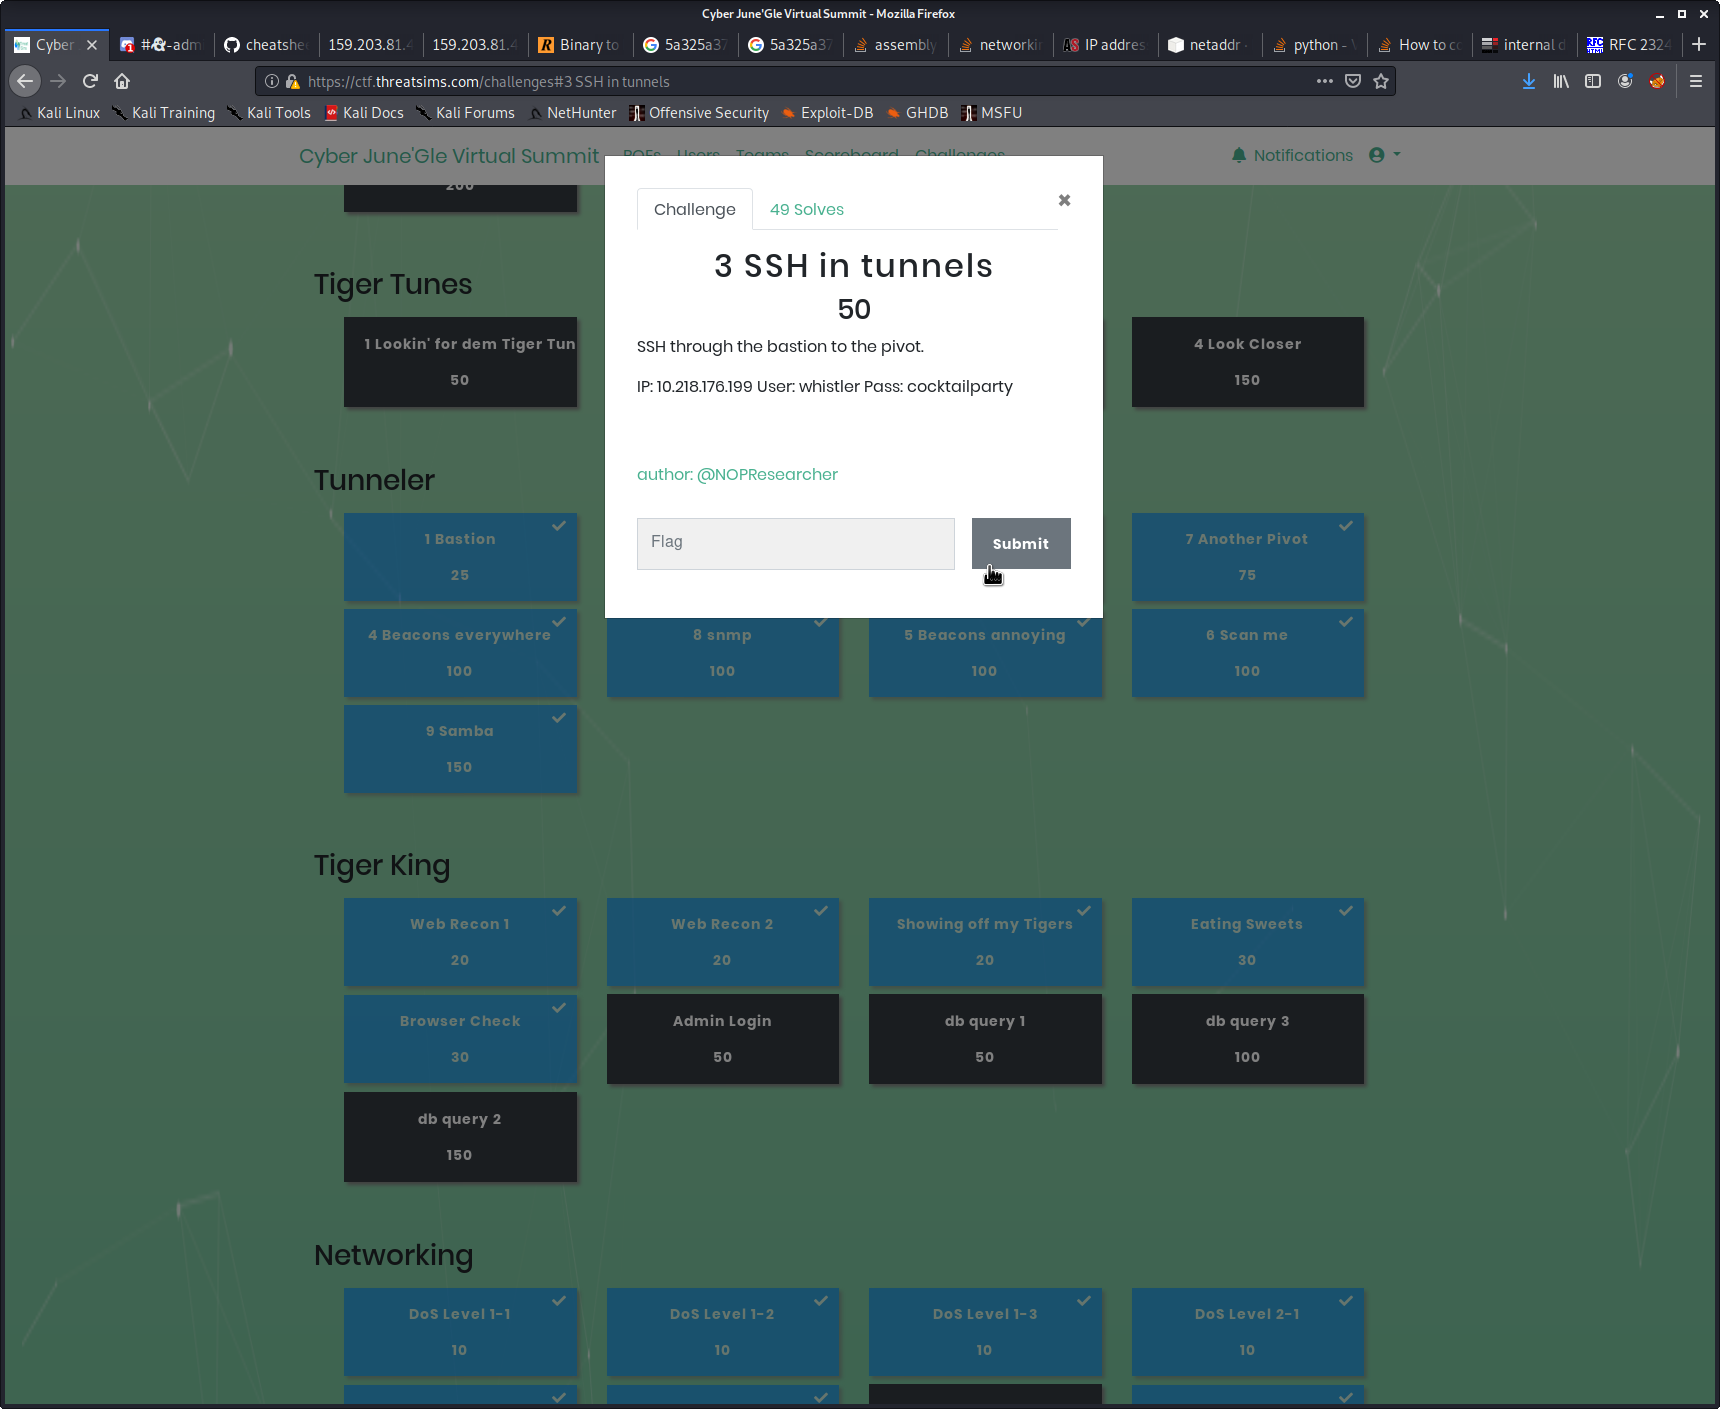 Cyber June'Gle Virtual Summit - Mozilla Firefox
Cyber
cheatshe
159.203.81.4
159.203.81.4
Binary to
5a325a37
5a325a37
assembly
networki
IP addres
netaddr
python -
How to c
internal d
RFC 2324
https://ctf.threatsims.com/challenges#3 SSH in tunnels
Kali Linux Kali Training Kali Tools Kali Docs Kali Forums NetHunter Offensive Security Exploit-DB GHDB MSFU
Cyber June'Gle Virtual Summit Users Teams Scoreboard Challenges Notifications
200
Challenge 49 Solves
3 SSH in tunnels
50
SSH through the bastion to the pivot.
IP: 10.218.176.199 User: whistler Pass: cocktailparty
author: @NOPResearcher
Flag Submit
Tiger Tunes
1 Lookin' for dem Tiger Tun
50
4 Look Closer
150
Tunneler
1 Bastion
25
7 Another Pivot
75
4 Beacons everywhere
100
8 snmp
100
5 Beacons annoying
100
6 Scan me
100
9 Samba
150
Tiger King
Web Recon 1
20
Web Recon 2
20
Showing off my Tigers
20
Eating Sweets
30
Browser Check
30
Admin Login
50
db query 1
50
db query 3
100
db query 2
150
Networking
DoS Level 1-1
10
DoS Level 1-2
10
DoS Level 1-3
10
DoS Level 2-1
10